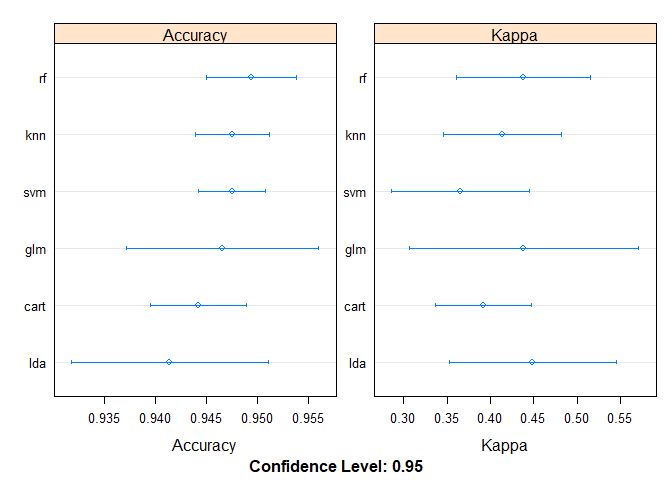 Accuracy Kappa
rf rf
knn knn
svm svm
glm glm
cart cart
lda lda
0.935 0.940 0.945 0.950 0.955 0.30 0.35 0.40 0.45 0.50 0.55
Accuracy Kappa
Confidence Level: 0.95